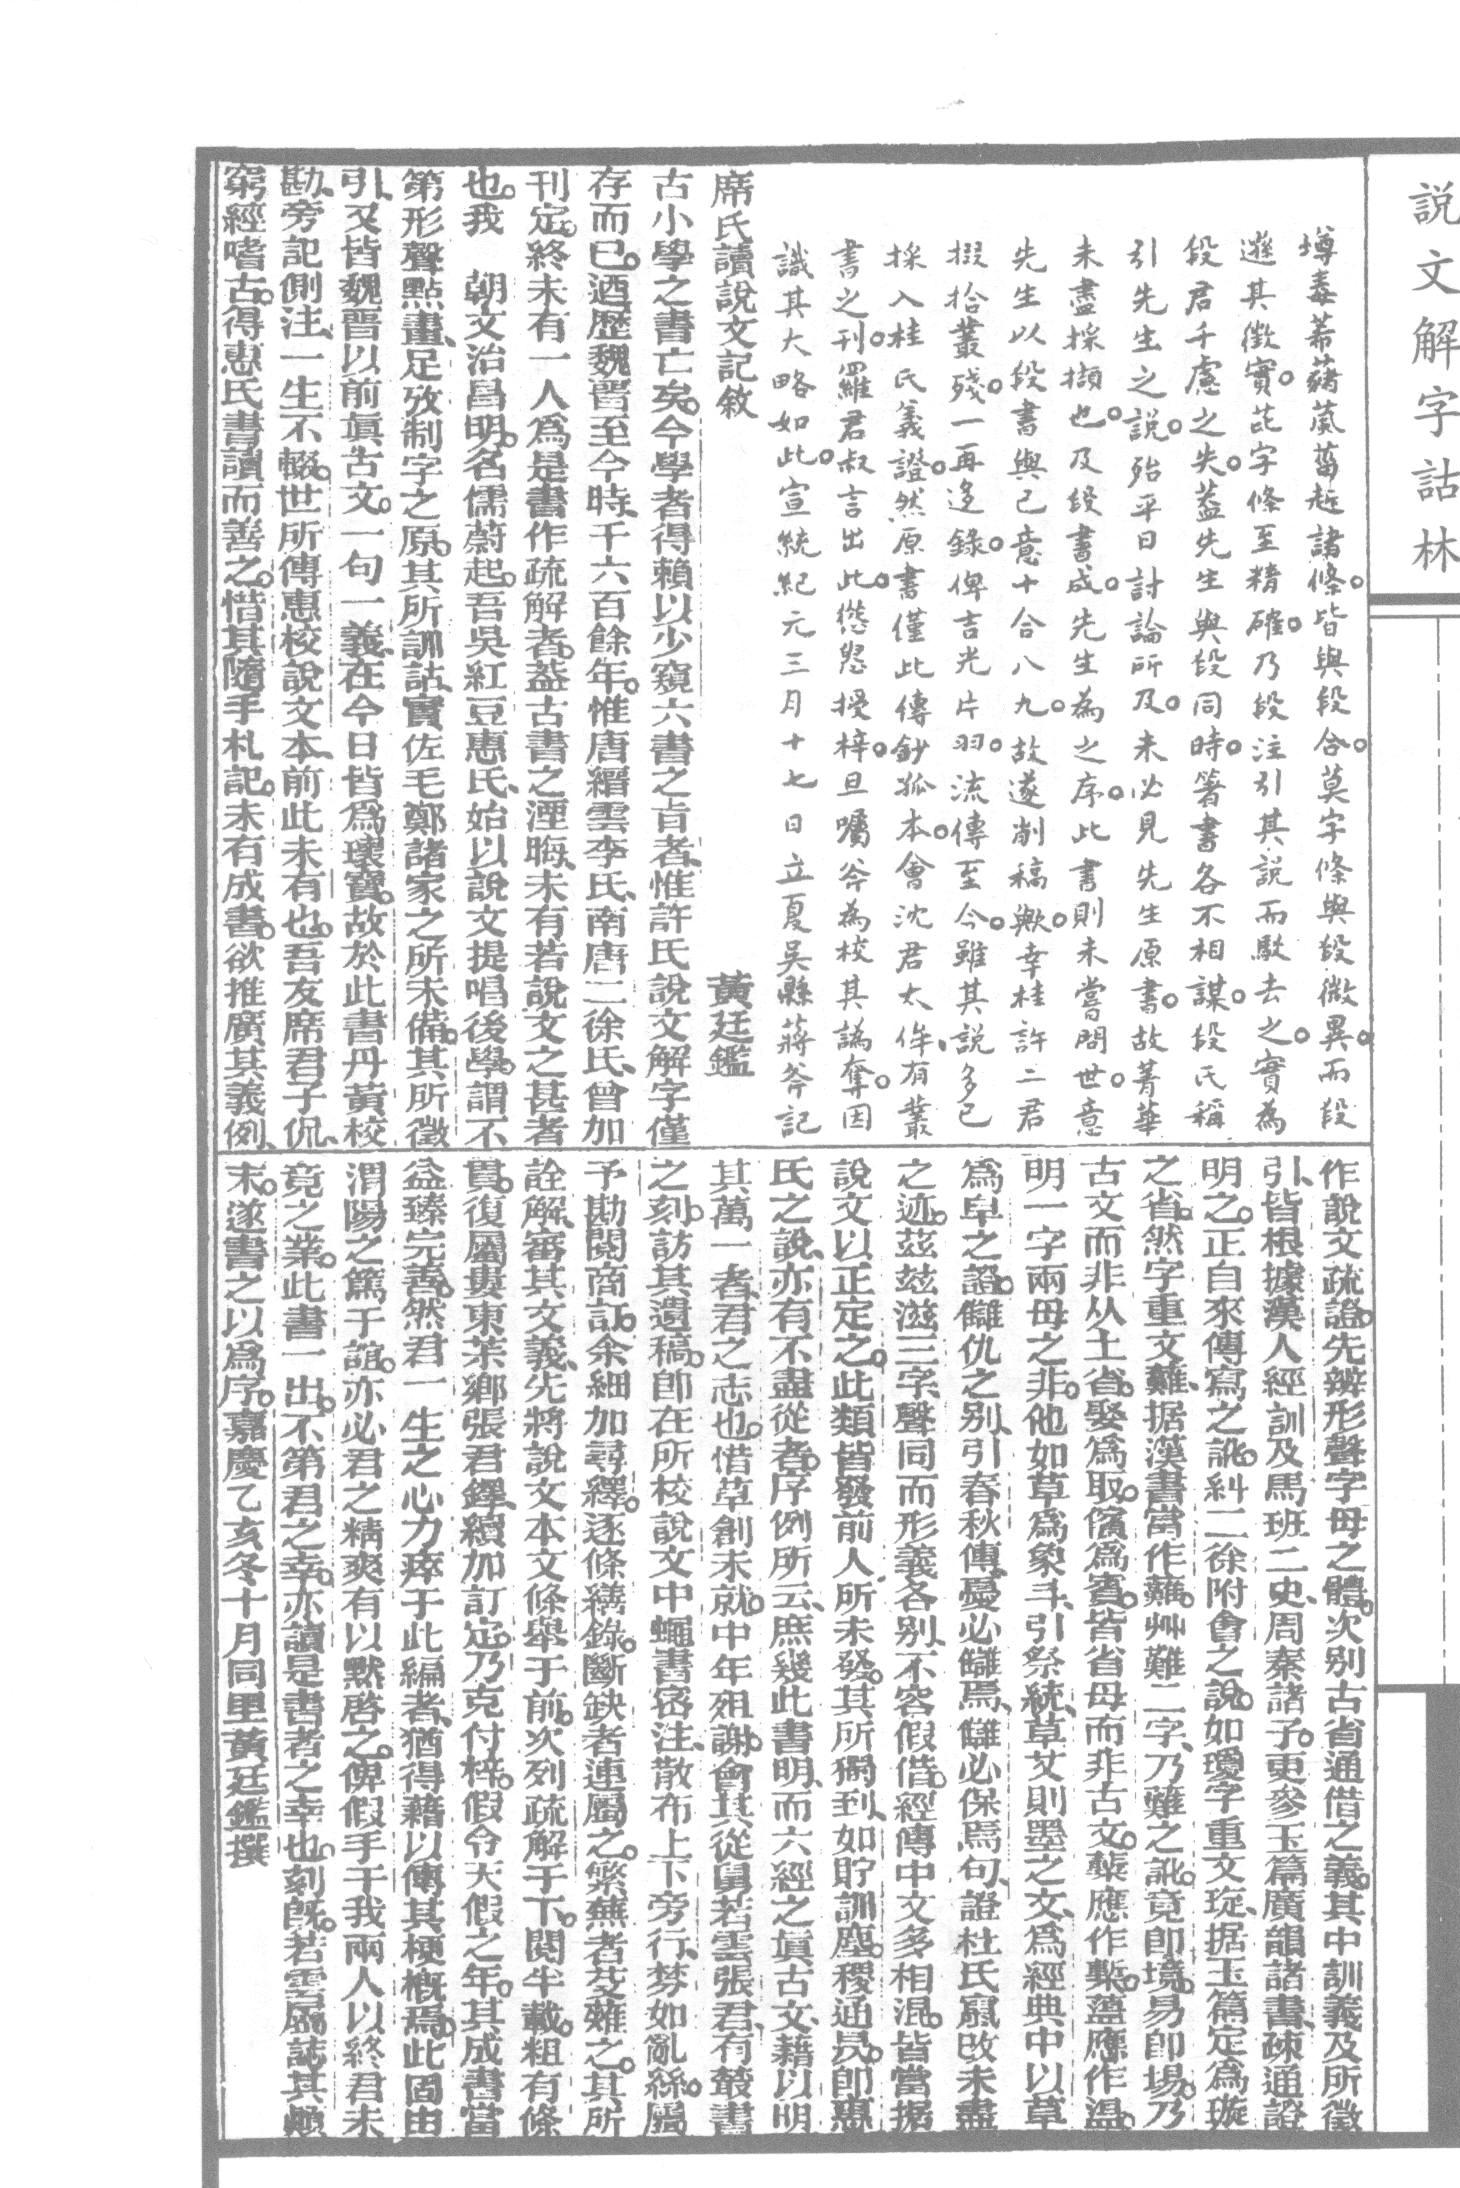 説文解字詁林
塼毒莃藷薍菑赺諸條。皆與段合。莫字條與段微異。而段
遜其徵實。芘字條至精確。乃段注引其説而駁去之。實為
段君千慮之失。葢先生與段同時。箸書各不相謀。段氏稱
引先生之説。殆平日討論所及。未必見先生原書。故菁華
未盡採擷也。及段書成。先生為之序。此書則未嘗問世。意
先生以段書與己意十合八九。故遂削稿歟。幸桂許二君
掇拾叢殘。一再迻錄。俾吉光片羽。流傳至今。雖其説多已
採入桂氏義證。然原書僅此傳鈔孤本。會沈君太侔、有叢
書之刊。羅君叔言出此。慫恿授梓。旦囑斧為校其譌奪。因
識其大略如此。宣統紀元三月十七日立夏吳縣蔣斧記
席氏讀說文記敘　黃廷鑑
古小學之書亡矣。今學者得賴以少窺六書之旨者、惟許氏說文解字僅
存而已。迺歷魏晉至今時、千六百餘年。惟唐縉雲李氏、南唐二徐氏、曾加
刊定。終未有一人爲是書作疏解者。葢古書之湮晦、未有若說文之甚者
也。我　朝文治昌明。名儒蔚起。吾吳紅豆惠氏、始以說文提唱後學。謂不
第形聲點畫、足攷制字之原。其所訓詁、實佐毛鄭諸家之所未備。其所徵
引、又皆魏晉以前眞古文。一句一義、在今日皆爲瓌寶。故於此書丹黃校
勘、旁記側注、一生不輟。世所傳惠校說文本、前此未有也。吾友席君子侃、
窮經嗜古。得惠氏書讀而善之。惜其隨手札記。未有成書。欲推廣其義例、
作說文疏證。先辨形聲字母之體。次別古省通借之義。其中訓義及所徵
引、皆根據漢人經訓及馬班二史、周秦諸子。更參玉篇廣韻諸書、疎通證
明之。正自來傳寫之訛。糾二徐附會之說。如瓊字重文琁、据玉篇定爲璇
之省。然字重文䕼、据漢書當作蘸。艸難二字、乃難之訛。竟卽境。易卽場。乃
古文而非从土省。娶爲取。儐爲賓。皆省母而非古文。蘩應作蘩。薀應作溫。
明一字兩母之非。他如草爲象斗、引祭統、草艾則墨之文、爲經典中以草
爲皁之證。讎仇之別、引春秋傳、憂必讎焉、讎必保焉句、證杜氏竄改未盡
之迹。茲玆滋三字、聲同而形義各別、不容假借。經傳中文多相混。皆當据
說文以正定之。此類皆發前人所未發。其所獨到、如貯訓塵。稷通昃。卽惠
氏之說、亦有不盡從者。序例所云、庶幾此書明、而六經之眞古文、藉以明
其萬一者、君之志也。惜草創未就。中年殂謝。會其從舅若雲張君、有叢書
之刻。訪其遺稿。卽在所校說文中、蠅書密注、散布上下旁行、棼如亂絲。屬
予勘閱商訂。余細加尋繹。逐條繕錄。斷缺者連屬之。繁蕪者芟薙之。其所
詮解、審其文義、先將說文本文條舉于前。次列疏解于下。閱半載。粗有條
貫。復屬婁東茮鄉張君鐸、續加訂定。乃克付梓。假令天假之年。其成書當
益臻完善。然君一生之心力瘁于此編者、猶得藉以傳其梗槪焉。此固由
渭陽之篤于誼。亦必君之精爽有以默啓之。俾假手于我兩人以終君未
竟之業。此書一出。不第君之幸。亦讀是書者之幸也。刻旣。若雲屬誌其顚
末。遂書之以爲序。嘉慶乙亥冬十月同里黃廷鑑撰